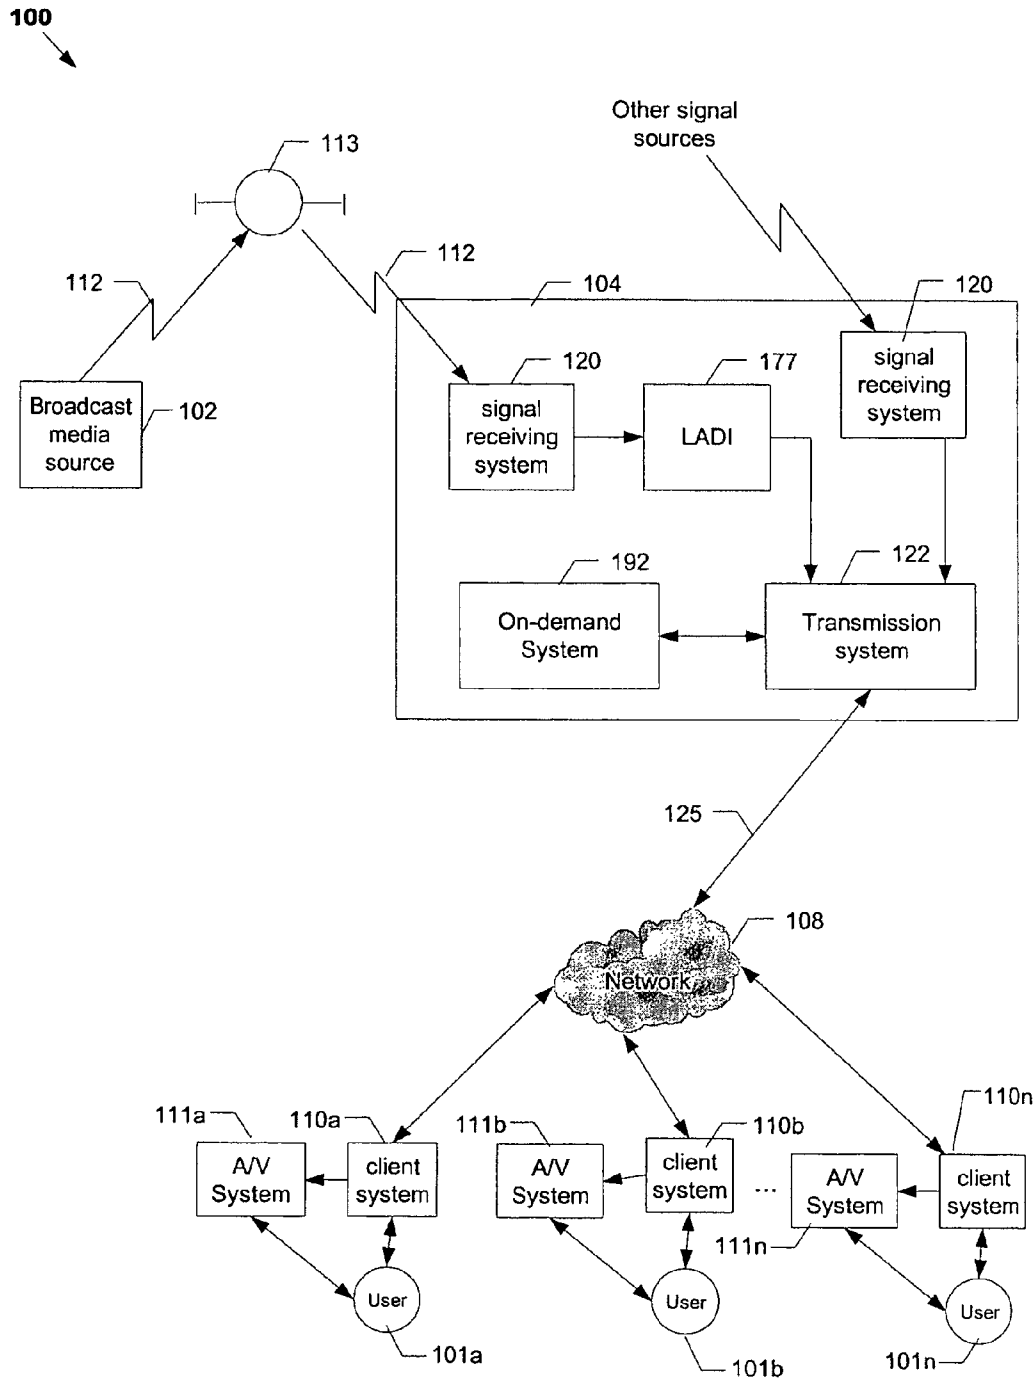 100
Other signal
sources
113
112
112
104
120
Broadcast
media
source
102
120
signal
receiving
system
177
LADI
signal
receiving
system
192
On-demand
System
122
Transmission
system
125
108
Network
111a
110a
A/V
System
client
system
111b
110b
A/V
System
client
system
...
110n
A/V
System
client
system
111n
User
User
User
101a
101b
101n